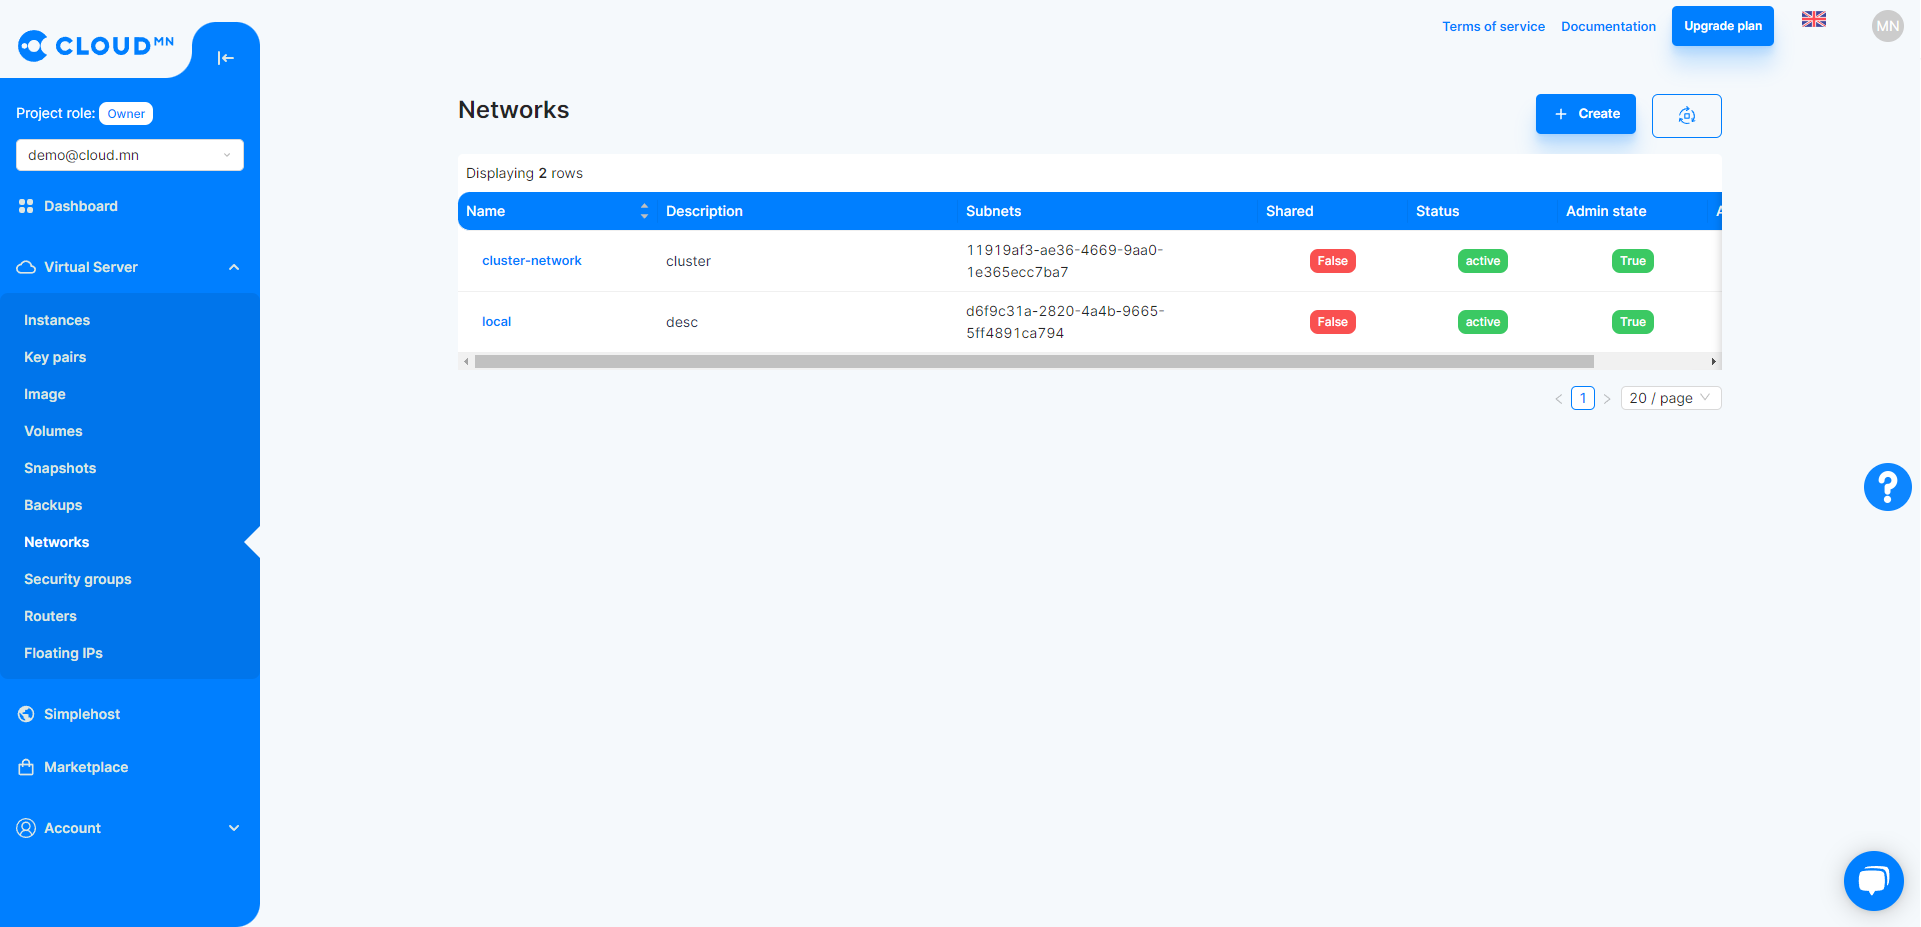 CLOUD MN
Terms of service
Documentation
Upgrade plan
MN
Project role: Owner
demo@cloud.mn
Dashboard
Virtual Server
Instances
Key pairs
Image
Volumes
Snapshots
Backups
Networks
Security groups
Routers
Floating IPs
Simplehost
Marketplace
Account
Networks
+ Create
Displaying 2 rows
Name Description Subnets Shared Status Admin state
cluster-network cluster 11919af3-ae36-4669-9aa0-
1e365ecc7ba7 False active True
local desc d6f9c31a-2820-4a4b-9665-
5ff4891ca794 False active True
< 1 > 20 / page
?